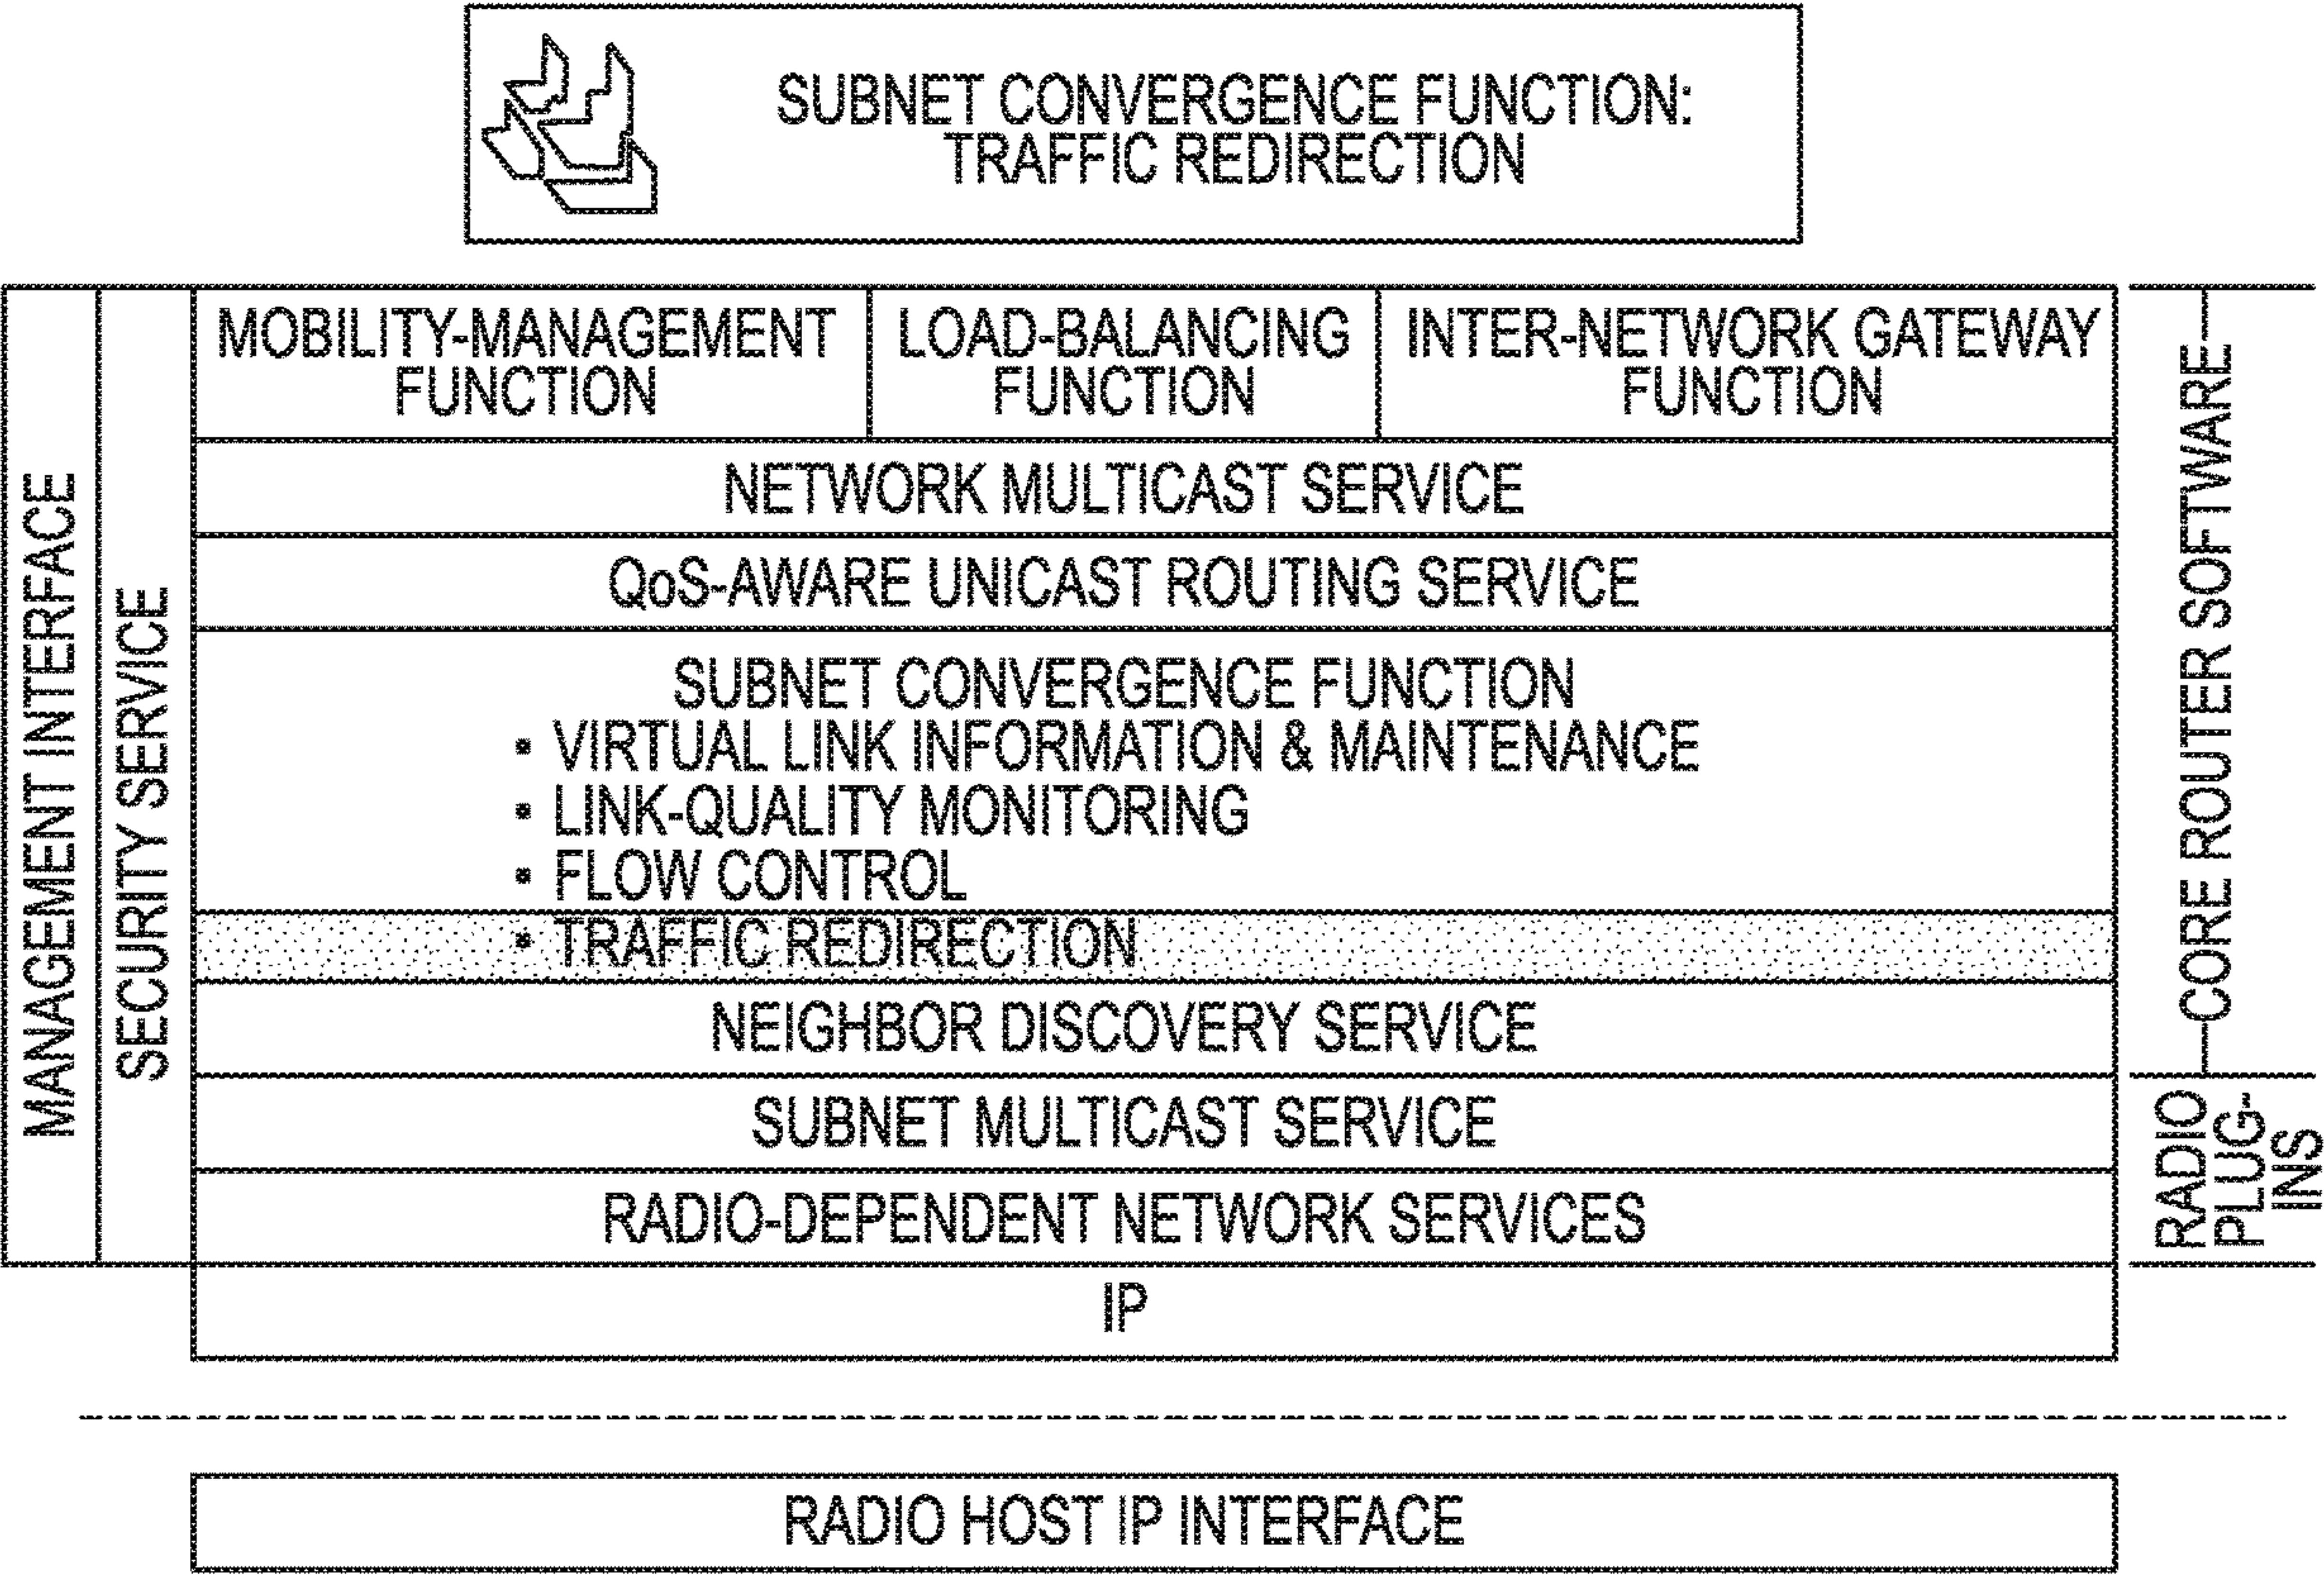 SUBNET CONVERGENCE FUNCTION:
TRAFFIC REDIRECTION
MANAGEMENT INTERFACE
SECURITY SERVICE
MOBILITY-MANAGEMENT
FUNCTION
LOAD-BALANCING
FUNCTION
INTER-NETWORK GATEWAY
FUNCTION
NETWORK MULTICAST SERVICE
QoS-AWARE UNICAST ROUTING SERVICE
SUBNET CONVERGENCE FUNCTION
▪ VIRTUAL LINK INFORMATION & MAINTENANCE
▪ LINK-QUALITY MONITORING
▪ FLOW CONTROL
▪ TRAFFIC REDIRECTION
NEIGHBOR DISCOVERY SERVICE
SUBNET MULTICAST SERVICE
RADIO-DEPENDENT NETWORK SERVICES
IP
CORE ROUTER SOFTWARE
RADIO
PLUG-
INS
RADIO HOST IP INTERFACE